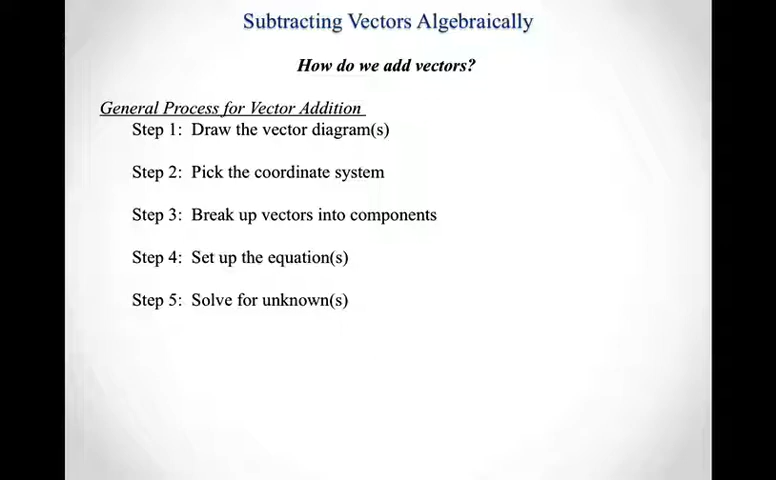 Subtracting Vectors Algebraically
How do we add vectors?
General Process for Vector Addition
Step 1: Draw the vector diagram(s)
Step 2: Pick the coordinate system
Step 3: Break up vectors into components
Step 4: Set up the equation(s)
Step 5: Solve for unknown(s)